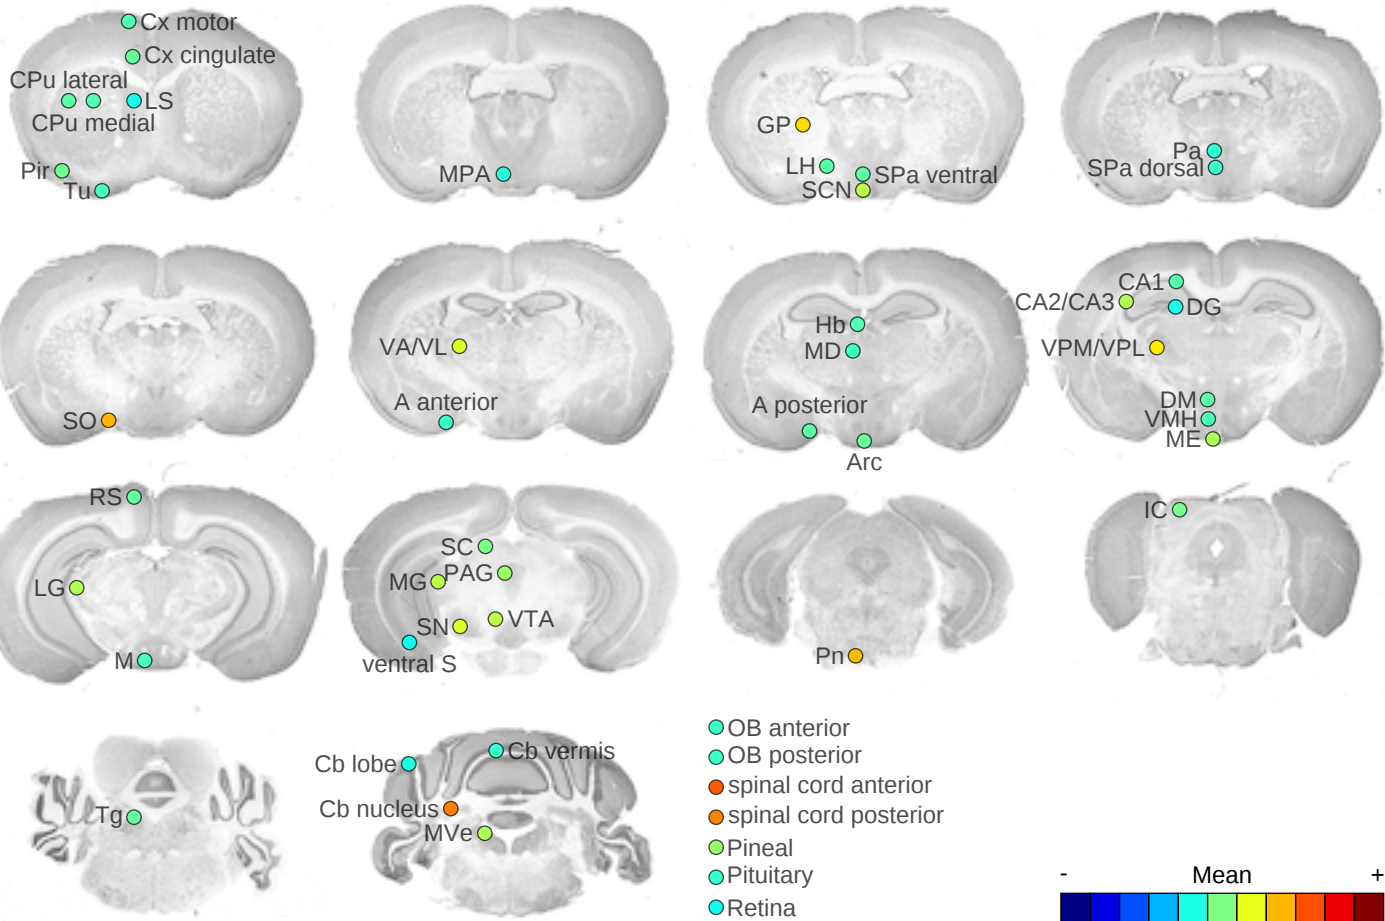 Cx motor
Cx cingulate
CPu lateral
LS
CPu medial
Pir
Tu
MPA
GP
LH
SPa ventral
SCN
Pa
SPa dorsal
SO
VA/VL
A anterior
Hb
MD
A posterior
Arc
CA1
CA2/CA3
DG
VPM/VPL
DM
VMH
ME
RS
LG
M
SC
PAG
MG
VTA
SN
ventral S
Pn
IC
Tg
Cb vermis
Cb lobe
Cb nucleus
MVe
OB anterior
OB posterior
spinal cord anterior
spinal cord posterior
Pineal
Pituitary
Retina
- Mean +